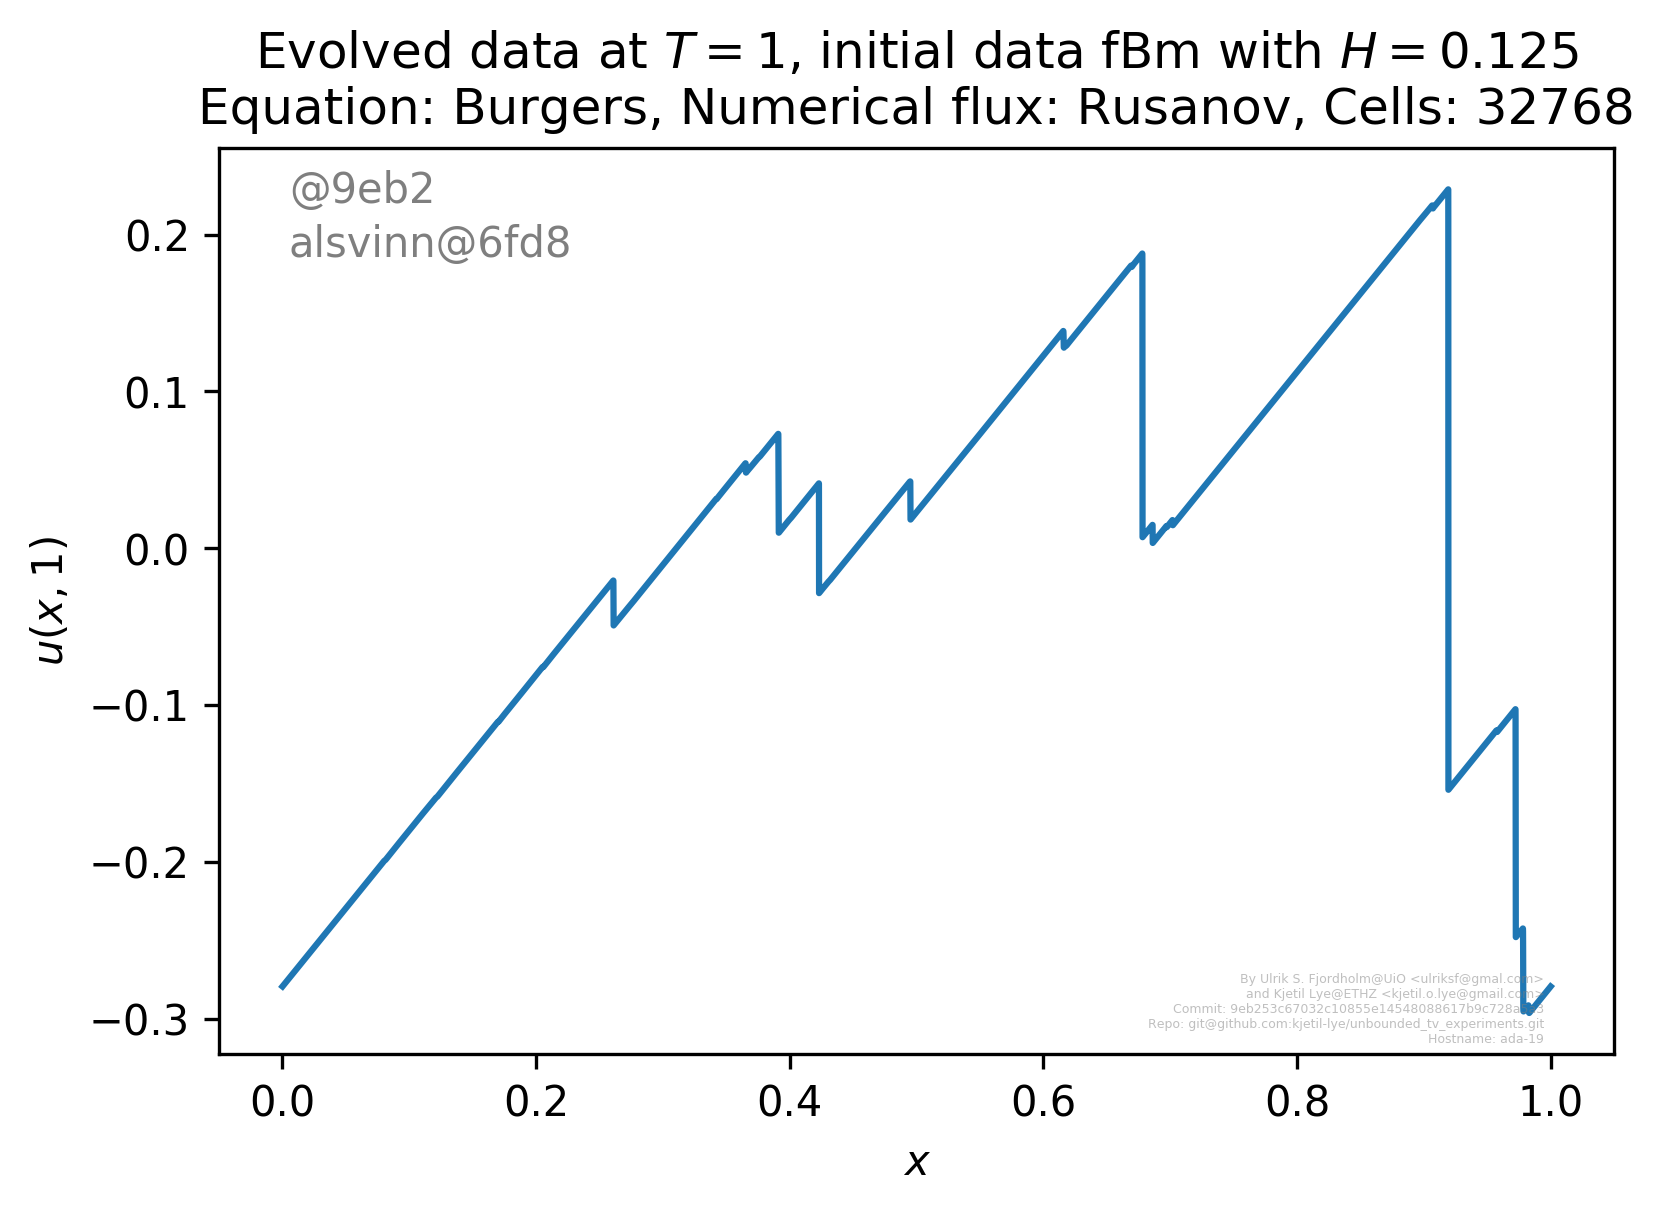 Evolved data at T = 1, initial data fBm with H = 0.125
Equation: Burgers, Numerical flux: Rusanov, Cells: 32768
@9eb2
alsvinn@6fd8
0.2
0.1
0.0
−0.1
−0.2
−0.3
u(x, 1)
By Ulrik S. Fjordholm@UiO <ulriksf@gmal.com>
and Kjetil Lye@ETHZ <kjetil.o.lye@gmail.com>
Commit:
Repo: git@github.com:kjetil-lye/unbounded_tv_experiments.git
Hostname: ada-19
0.0 0.2 0.4 0.6 0.8 1.0
x